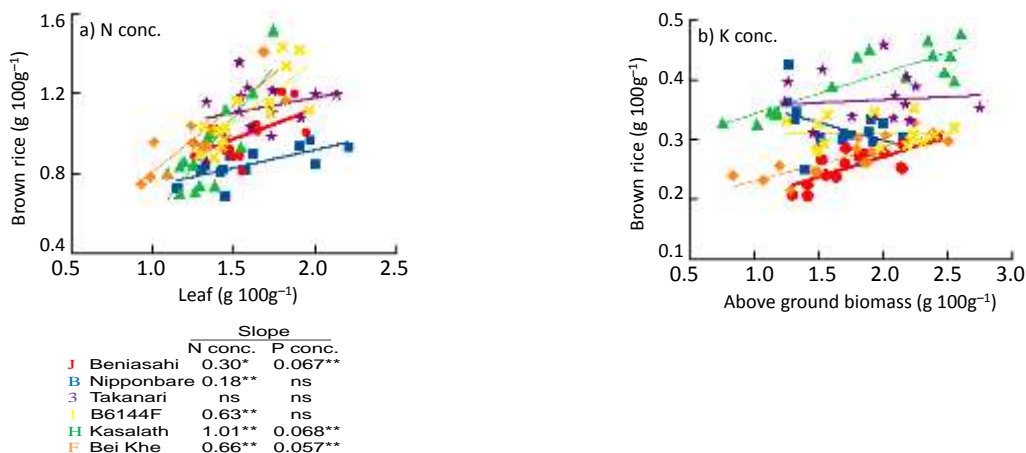 a) N conc.
Brown rice (g 100g⁻¹)
1.6
1.2
0.8
0.4
0.5 1.0 1.5 2.0 2.5
Leaf (g 100g⁻¹)
b) K conc.
Brown rice (g 100g⁻¹)
0.5
0.4
0.3
0.2
0.1
0.5 1.0 1.5 2.0 2.5 3.0
Above ground biomass (g 100g⁻¹)
Slope
N conc. P conc.
J Beniasahi 0.30* 0.067**
B Nipponbare 0.18** ns
3 Takanari ns ns
1 B6144F 0.63** ns
H Kasalath 1.01** 0.068**
F Bei Khe 0.66** 0.057**